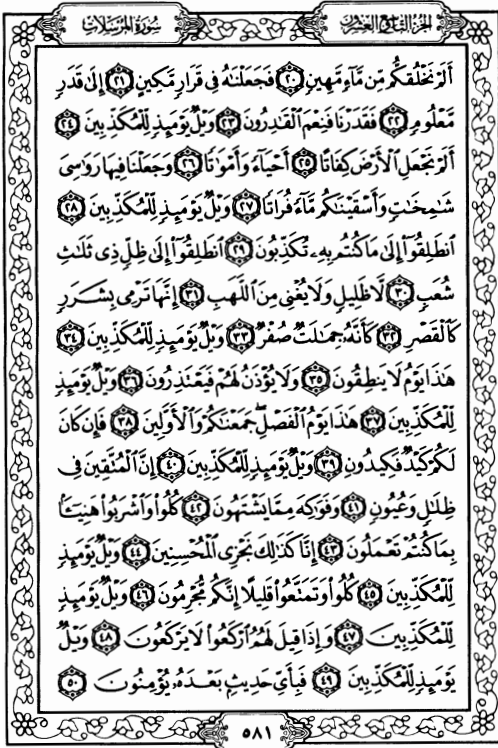 الجزء التاسع والعشرون
سورة المرسلات
أَلَمْ نَخْلُقكُّم مِّن مَّآءٍ مَّهِينٍ ٢٠ فَجَعَلْنَٰهُ فِى قَرَارٍ مَّكِينٍ ٢١ إِلَىٰ قَدَرٍ
مَّعْلُومٍ ٢٢ فَقَدَرْنَا فَنِعْمَ ٱلْقَٰدِرُونَ ٢٣ وَيْلٌ يَوْمَئِذٍ لِّلْمُكَذِّبِينَ ٢٤
أَلَمْ نَجْعَلِ ٱلْأَرْضَ كِفَاتًا ٢٥ أَحْيَآءً وَأَمْوَٰتًا ٢٦ وَجَعَلْنَا فِيهَا رَوَٰسِىَ
شَٰمِخَٰتٍ وَأَسْقَيْنَٰكُم مَّآءً فُرَاتًا ٢٧ وَيْلٌ يَوْمَئِذٍ لِّلْمُكَذِّبِينَ ٢٨
ٱنطَلِقُوٓا۟ إِلَىٰ مَا كُنتُم بِهِۦ تُكَذِّبُونَ ٢٩ ٱنطَلِقُوٓا۟ إِلَىٰ ظِلٍّ ذِى ثَلَٰثِ
شُعَبٍ ٣٠ لَّا ظَلِيلٍ وَلَا يُغْنِى مِنَ ٱللَّهَبِ ٣١ إِنَّهَا تَرْمِى بِشَرَرٍ
كَٱلْقَصْرِ ٣٢ كَأَنَّهُۥ جِمَٰلَتٌ صُفْرٌ ٣٣ وَيْلٌ يَوْمَئِذٍ لِّلْمُكَذِّبِينَ ٣٤
هَٰذَا يَوْمُ لَا يَنطِقُونَ ٣٥ وَلَا يُؤْذَنُ لَهُمْ فَيَعْتَذِرُونَ ٣٦ وَيْلٌ يَوْمَئِذٍ
لِّلْمُكَذِّبِينَ ٣٧ هَٰذَا يَوْمُ ٱلْفَصْلِ ۖ جَمَعْنَٰكُمْ وَٱلْأَوَّلِينَ ٣٨ فَإِن كَانَ
لَكُمْ كَيْدٌ فَكِيدُونِ ٣٩ وَيْلٌ يَوْمَئِذٍ لِّلْمُكَذِّبِينَ ٤٠ إِنَّ ٱلْمُتَّقِينَ فِى
ظِلَٰلٍ وَعُيُونٍ ٤١ وَفَوَٰكِهَ مِمَّا يَشْتَهُونَ ٤٢ كُلُوا۟ وَٱشْرَبُوا۟ هَنِيٓـًٔۢا
بِمَا كُنتُمْ تَعْمَلُونَ ٤٣ إِنَّا كَذَٰلِكَ نَجْزِى ٱلْمُحْسِنِينَ ٤٤ وَيْلٌ يَوْمَئِذٍ
لِّلْمُكَذِّبِينَ ٤٥ كُلُوا۟ وَتَمَتَّعُوا۟ قَلِيلًا إِنَّكُم مُّجْرِمُونَ ٤٦ وَيْلٌ يَوْمَئِذٍ
لِّلْمُكَذِّبِينَ ٤٧ وَإِذَا قِيلَ لَهُمُ ٱرْكَعُوا۟ لَا يَرْكَعُونَ ٤٨ وَيْلٌ
يَوْمَئِذٍ لِّلْمُكَذِّبِينَ ٤٩ فَبِأَىِّ حَدِيثٍۭ بَعْدَهُۥ يُؤْمِنُونَ ٥٠
٥٨١